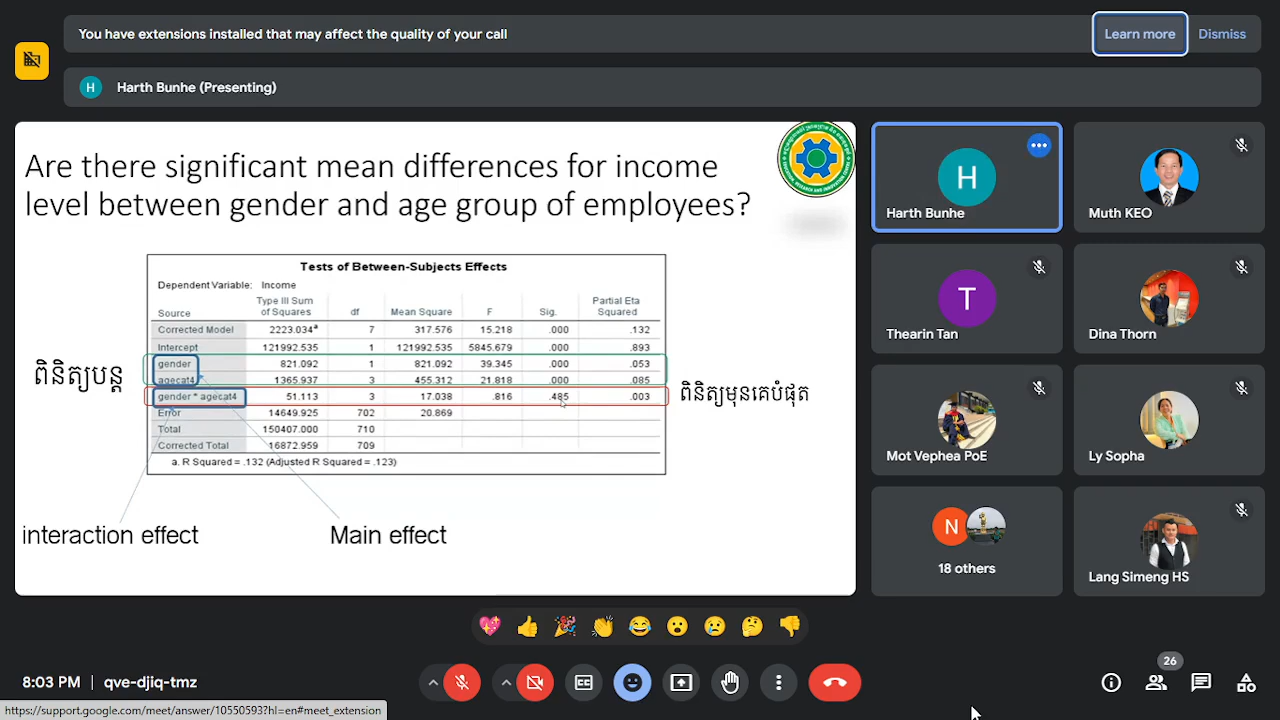 You have extensions installed that may affect the quality of your call
Learn more
Dismiss
H
Harth Bunhe (Presenting)
Are there significant mean differences for income
level between gender and age group of employees?
Tests of Between-Subjects Effects
Dependent Variable: Income
Source Type III Sum of Squares df Mean Square F Sig. Partial Eta Squared
Corrected Model 2223.034a 7 317.576 15.218 .000 .132
Intercept 121992.535 1 121992.535 5845.679 .000 .893
gender 821.092 1 821.092 39.345 .000 .053
agecat4 1365.937 3 455.312 21.818 .000 .085
gender * agecat4 51.113 3 17.038 .816 .485 .003
Error 14649.925 702 20.869
Total 150407.000 710
Corrected Total 16872.959 709
a. R Squared = .132 (Adjusted R Squared = .123)
ពិនិត្យបន្ត
ពិនិត្យមុនគេបំផុត
interaction effect
Main effect
H
Harth Bunhe
Muth KEO
T
Thearin Tan
Dina Thorn
Mot Vephea PoE
Ly Sopha
N
18 others
Lang Simeng HS
8:03 PM | qve-djiq-tmz
26
https://support.google.com/meet/answer/10550593?hl=en#meet_extension